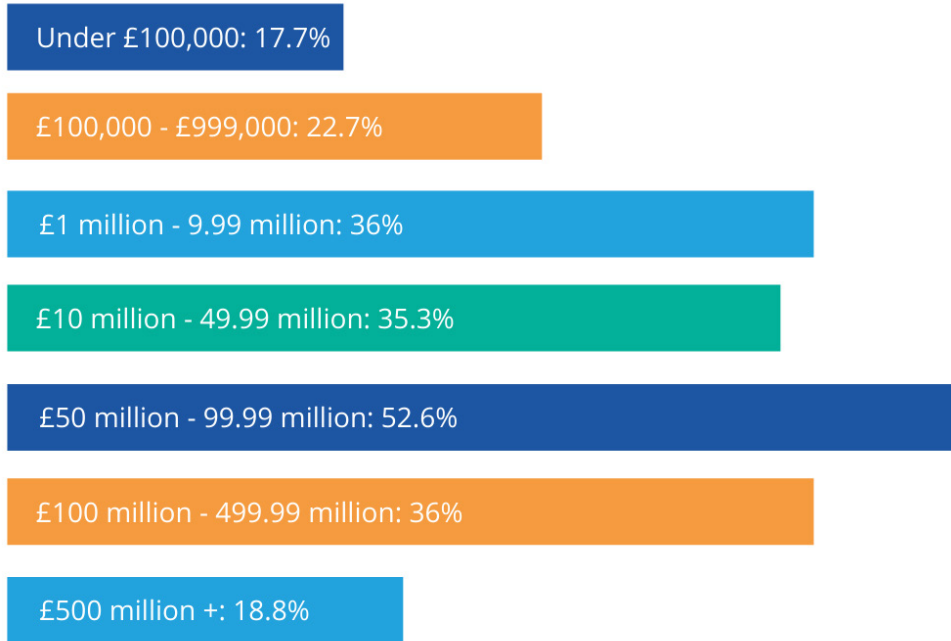 Under £100,000: 17.7%
£100,000 - £999,000: 22.7%
£1 million - 9.99 million: 36%
£10 million - 49.99 million: 35.3%
£50 million - 99.99 million: 52.6%
£100 million - 499.99 million: 36%
£500 million +: 18.8%